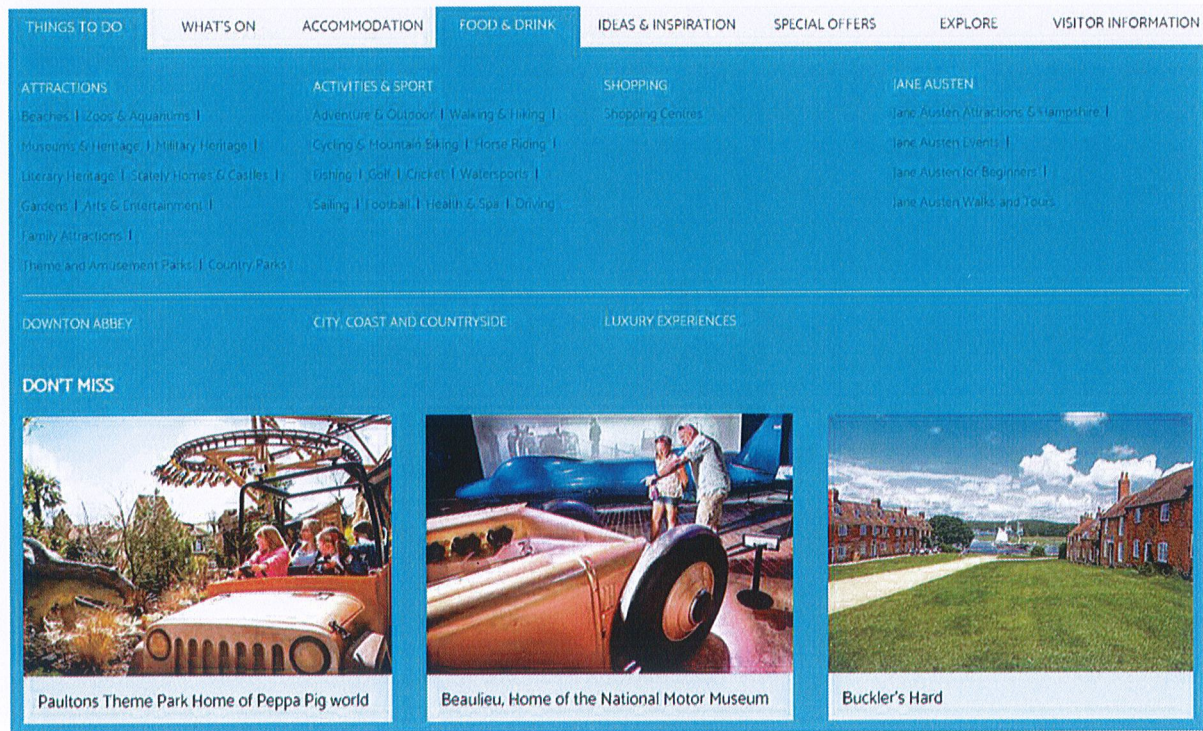 THINGS TO DO WHAT'S ON ACCOMMODATION FOOD & DRINK IDEAS & INSPIRATION SPECIAL OFFERS EXPLORE VISITOR INFORMATION
ATTRACTIONS
Beaches | Zoos & Aquariums |
Museums & Heritage | Military Heritage |
Literary Heritage | Stately Homes & Castles |
Gardens | Arts & Entertainment |
Family Attractions |
Theme and Amusement Parks | Country Parks
ACTIVITIES & SPORT
Adventure & Outdoor | Walking & Hiking |
Cycling & Mountain Biking | Horse Riding |
Fishing | Golf | Cricket | Watersports |
Sailing | Football | Health & Spa | Driving
SHOPPING
Shopping Centres
JANE AUSTEN
Jane Austen Attractions & Hampshire |
Jane Austen Events |
Jane Austen for Beginners |
Jane Austen Walks and Tours
DOWNTON ABBEY
CITY, COAST AND COUNTRYSIDE
LUXURY EXPERIENCES
DON'T MISS
Paultons Theme Park Home of Peppa Pig world
Beaulieu, Home of the National Motor Museum
Buckler's Hard